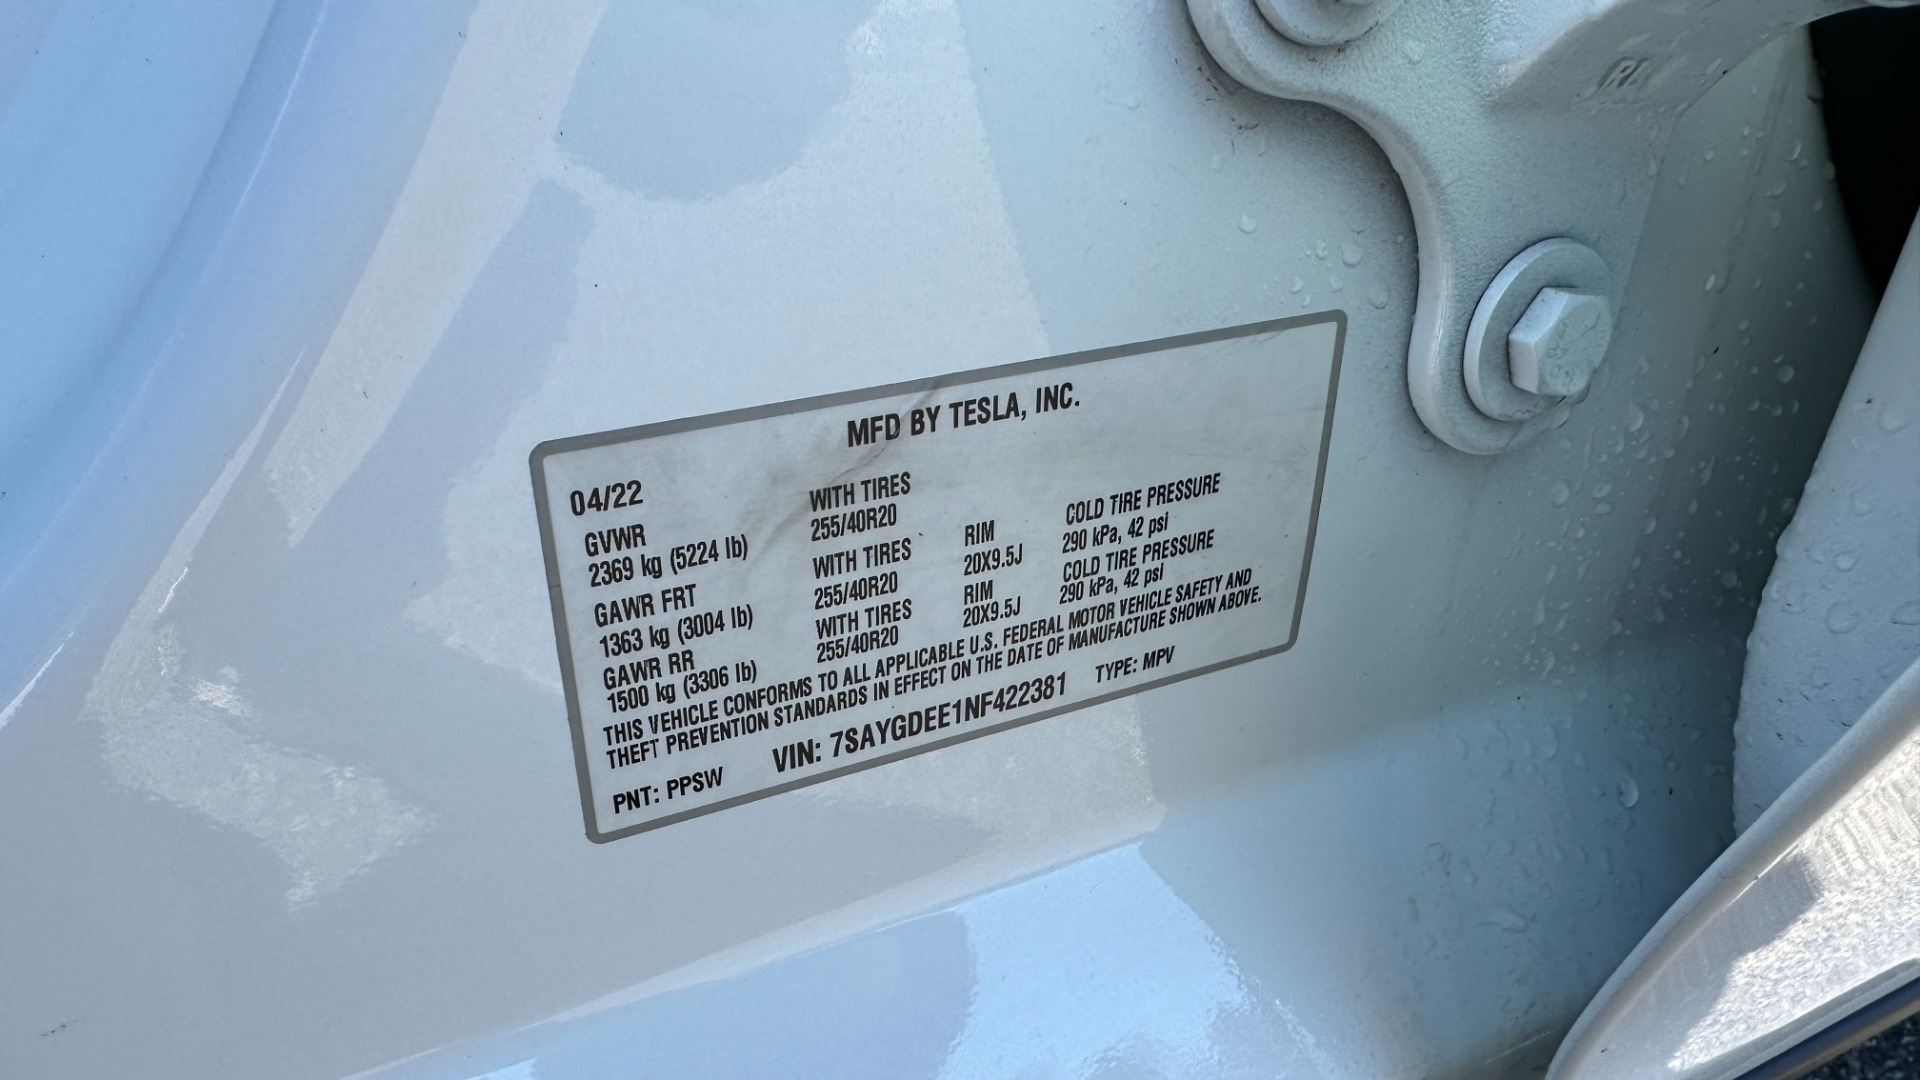 RL
MFD BY TESLA, INC.
04/22
GVWR
2369 kg (5224 lb)
WITH TIRES
255/40R20
GAWR FRT
1363 kg (3004 lb)
WITH TIRES
255/40R20
RIM
20X9.5J
COLD TIRE PRESSURE
290 kPa, 42 psi
GAWR RR
1500 kg (3306 lb)
WITH TIRES
255/40R20
RIM
20X9.5J
COLD TIRE PRESSURE
290 kPa, 42 psi
THIS VEHICLE CONFORMS TO ALL APPLICABLE U.S. FEDERAL MOTOR VEHICLE SAFETY AND
THEFT PREVENTION STANDARDS IN EFFECT ON THE DATE OF MANUFACTURE SHOWN ABOVE.
PNT: PPSW VIN: 7SAYGDEE1NF422381 TYPE: MPV